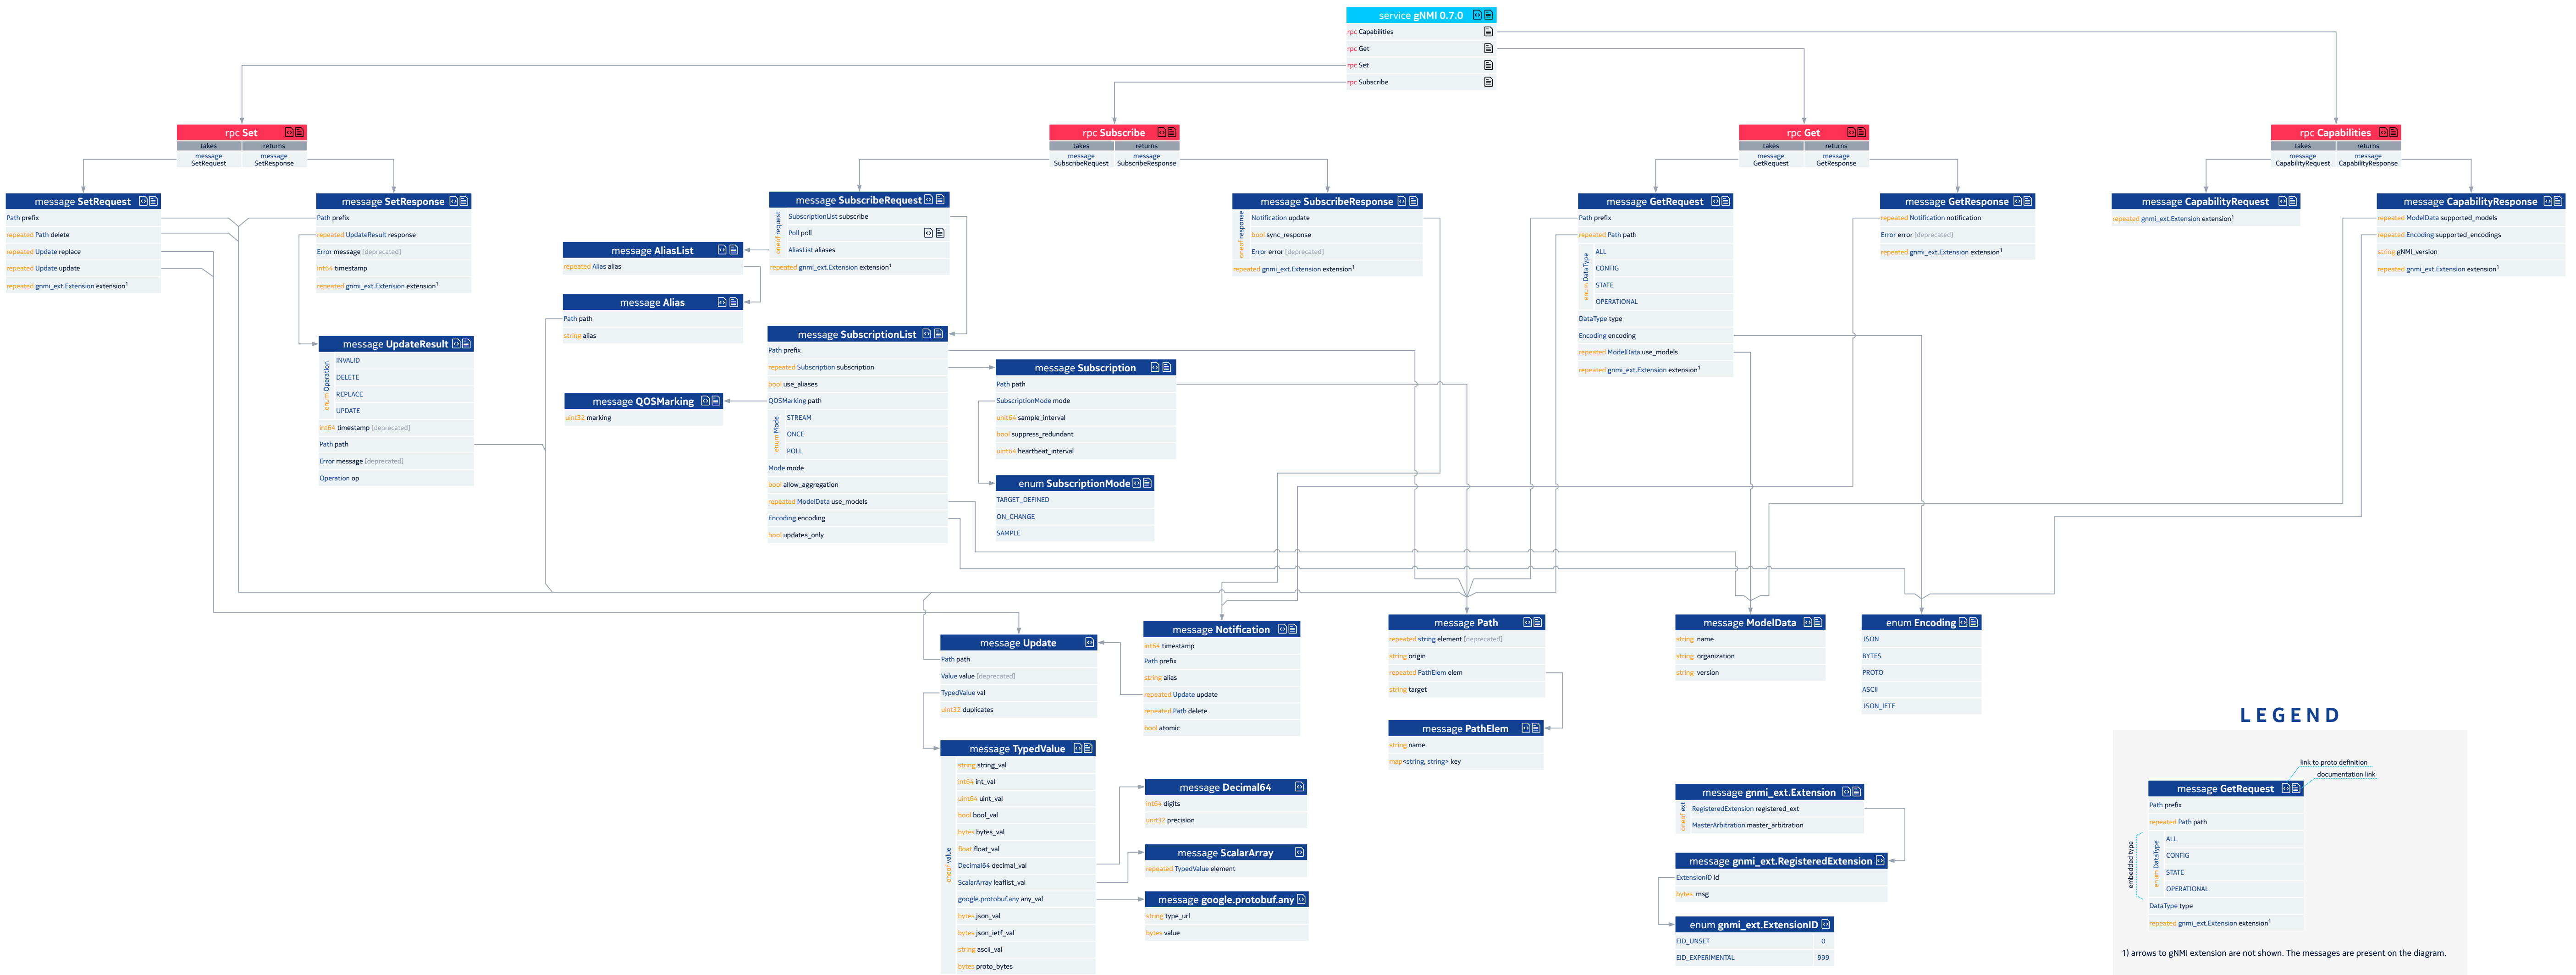 service gNMI 0.7.0
rpc Capabilities
rpc Get
rpc Set
rpc Subscribe
rpc Set
takes returns
message SetRequest
message SetResponse
rpc Subscribe
takes returns
message SubscribeRequest
message SubscribeResponse
rpc Get
takes returns
message GetRequest
message GetResponse
rpc Capabilities
takes returns
message CapabilityRequest
message CapabilityResponse
message SetRequest
Path prefix
repeated Path delete
repeated Update replace
repeated Update update
repeated gnmi_ext.Extension extension¹
message SetResponse
Path prefix
repeated UpdateResult response
Error message [deprecated]
int64 timestamp
repeated gnmi_ext.Extension extension¹
message UpdateResult
enum Operation
INVALID
DELETE
REPLACE
UPDATE
int64 timestamp [deprecated]
Path path
Error message [deprecated]
Operation op
message AliasList
repeated Alias alias
message Alias
Path path
string alias
message QOSMarking
uint32 marking
message SubscribeRequest
oneof request
SubscriptionList subscribe
Poll poll
AliasList aliases
repeated gnmi_ext.Extension extension¹
message SubscriptionList
Path prefix
repeated Subscription subscription
bool use_aliases
QOSMarking path
enum Mode
STREAM
ONCE
POLL
Mode mode
bool allow_aggregation
repeated ModelData use_models
Encoding encoding
bool updates_only
message Subscription
Path path
SubscriptionMode mode
unit64 sample_interval
bool suppress_redundant
uint64 heartbeat_interval
enum SubscriptionMode
TARGET_DEFINED
ON_CHANGE
SAMPLE
message SubscribeResponse
oneof response
Notification update
bool sync_response
Error error [deprecated]
repeated gnmi_ext.Extension extension¹
message GetRequest
Path prefix
repeated Path path
enum DataType
ALL
CONFIG
STATE
OPERATIONAL
DataType type
Encoding encoding
repeated ModelData use_models
repeated gnmi_ext.Extension extension¹
message GetResponse
repeated Notification notification
Error error [deprecated]
repeated gnmi_ext.Extension extension¹
message CapabilityRequest
repeated gnmi_ext.Extension extension¹
message CapabilityResponse
repeated ModelData supported_models
repeated Encoding supported_encodings
string gNMI_version
repeated gnmi_ext.Extension extension¹
message Update
Path path
Value value [deprecated]
TypedValue val
uint32 duplicates
message Notification
int64 timestamp
Path prefix
string alias
repeated Update update
repeated Path delete
bool atomic
message Path
repeated string element [deprecated]
string origin
repeated PathElem elem
string target
message PathElem
string name
map<string, string> key
message ModelData
string name
string organization
string version
enum Encoding
JSON
BYTES
PROTO
ASCII
JSON_IETF
message TypedValue
oneof value
string string_val
int64 int_val
uint64 uint_val
bool bool_val
bytes bytes_val
float float_val
Decimal64 decimal_val
ScalarArray leaflist_val
google.protobuf.any any_val
bytes json_val
bytes json_ietf_val
string ascii_val
bytes proto_bytes
message Decimal64
int64 digits
unit32 precision
message ScalarArray
repeated TypedValue element
message google.protobuf.any
string type_url
bytes value
message gnmi_ext.Extension
oneof ext
RegisteredExtension registered_ext
MasterArbitration master_arbitration
message gnmi_ext.RegisteredExtension
ExtensionID id
bytes msg
enum gnmi_ext.ExtensionID
EID_UNSET 0
EID_EXPERIMENTAL 999
LEGEND
link to proto definition
documentation link
message GetRequest
Path prefix
repeated Path path
embedded type
enum DataType
ALL
CONFIG
STATE
OPERATIONAL
DataType type
repeated gnmi_ext.Extension extension¹
1) arrows to gNMI extension are not shown. The messages are present on the diagram.